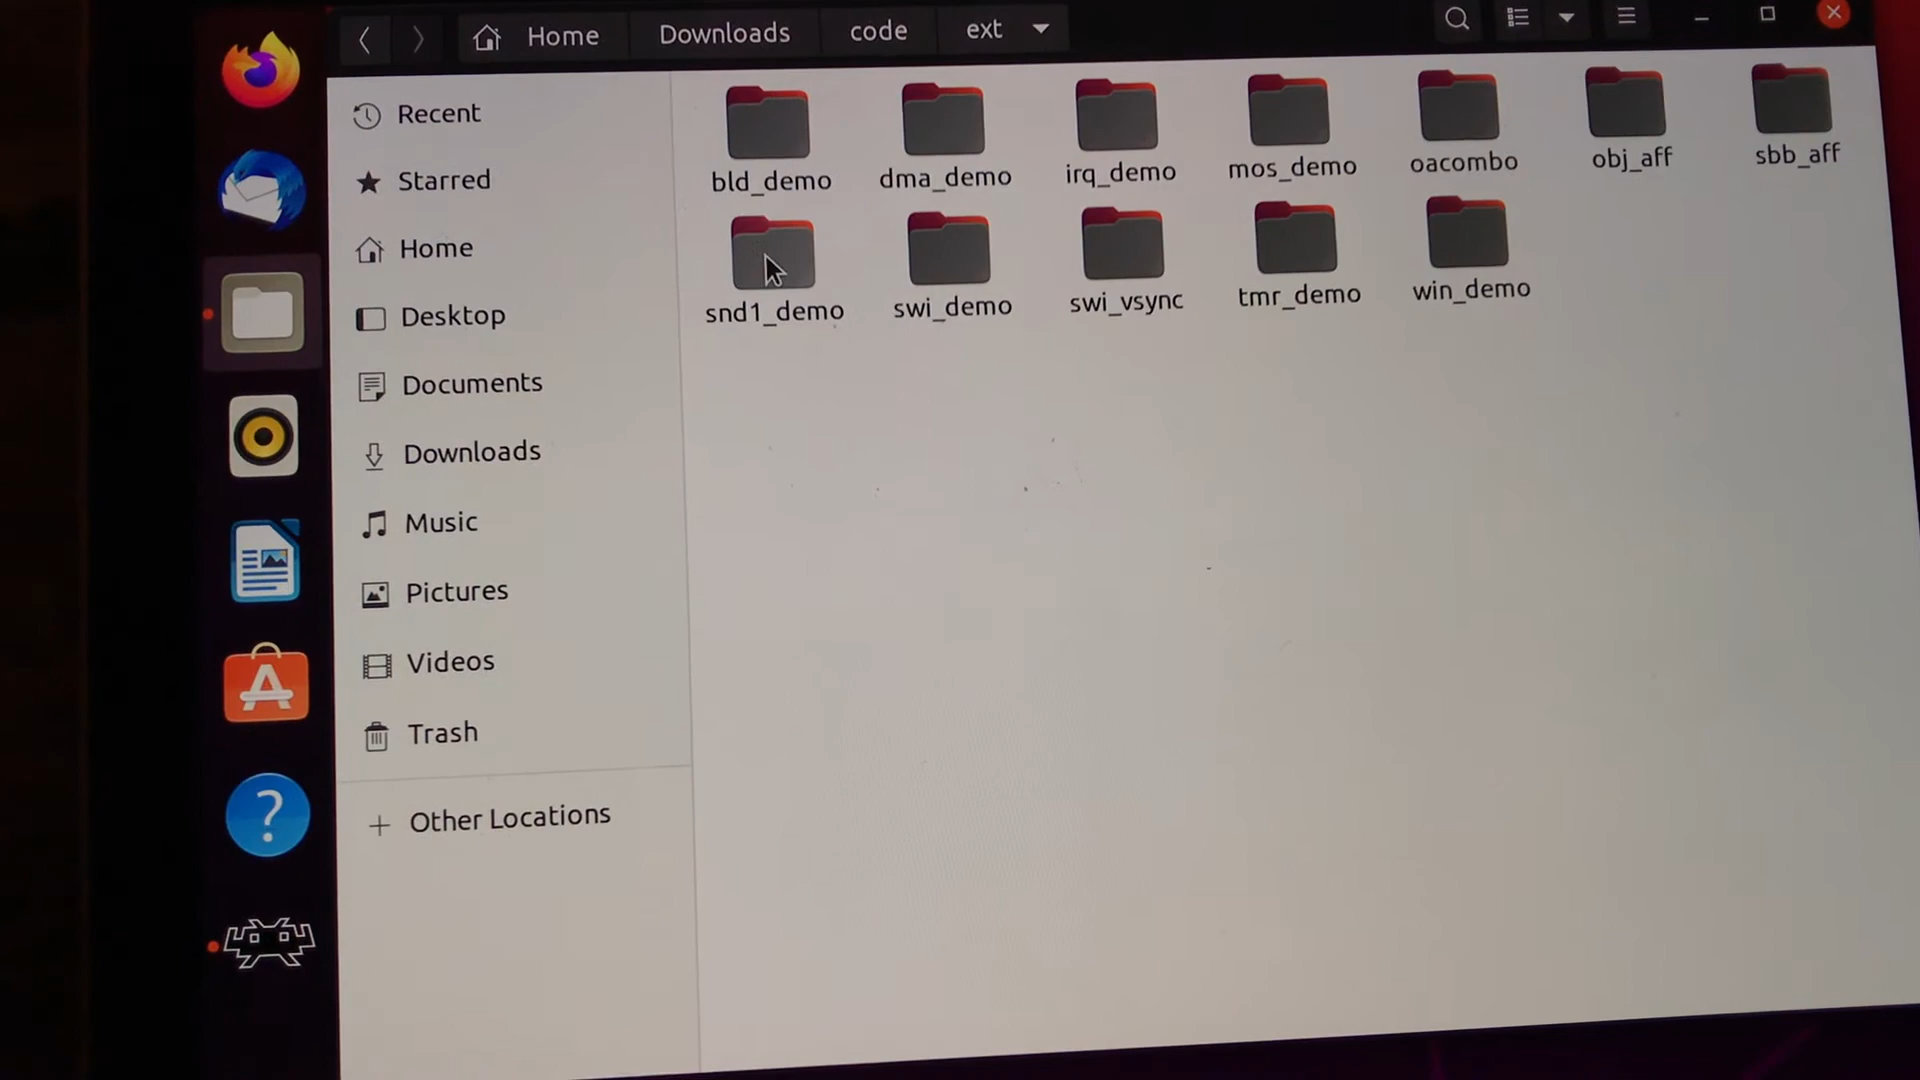 Home Downloads code ext
Recent
Starred
Home
Desktop
Documents
Downloads
Music
Pictures
Videos
Trash
Other Locations
bld_demo dma_demo irq_demo mos_demo oacombo obj_aff sbb_aff
snd1_demo swi_demo swi_vsync tmr_demo win_demo